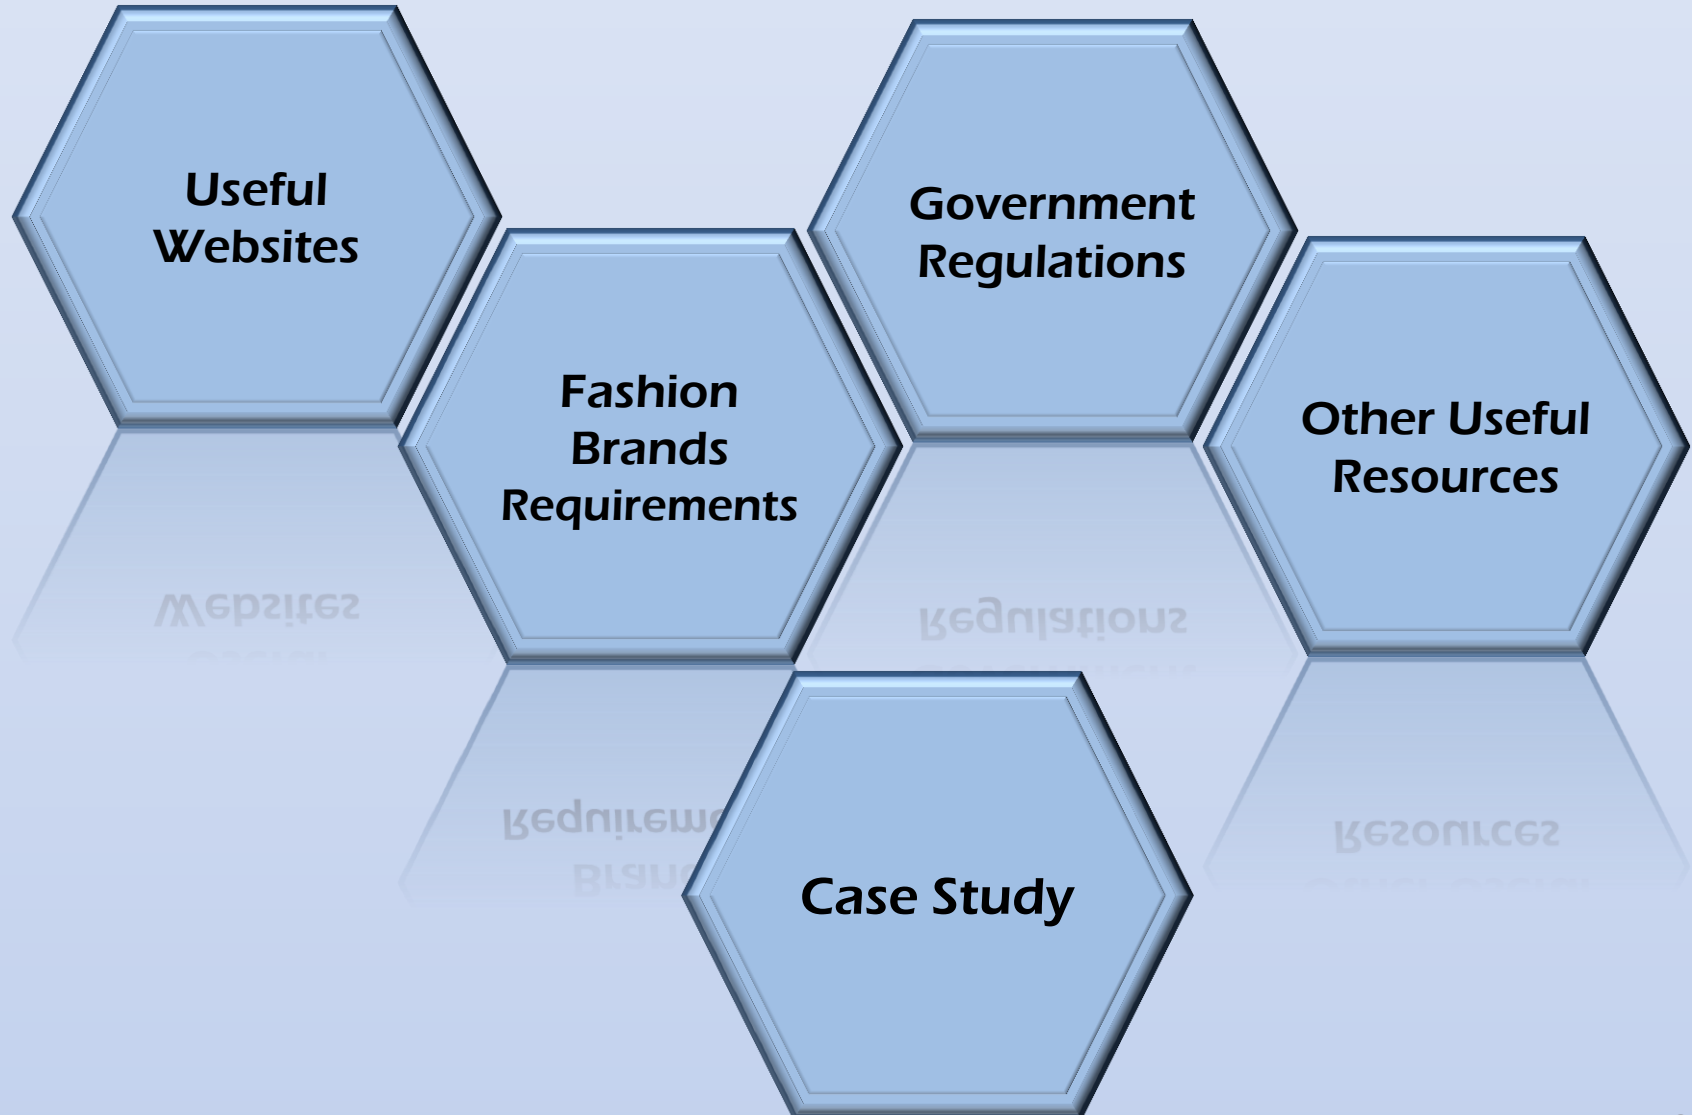 Useful
Websites
Fashion
Brands
Requirements
Government
Regulations
Other Useful
Resources
Case Study